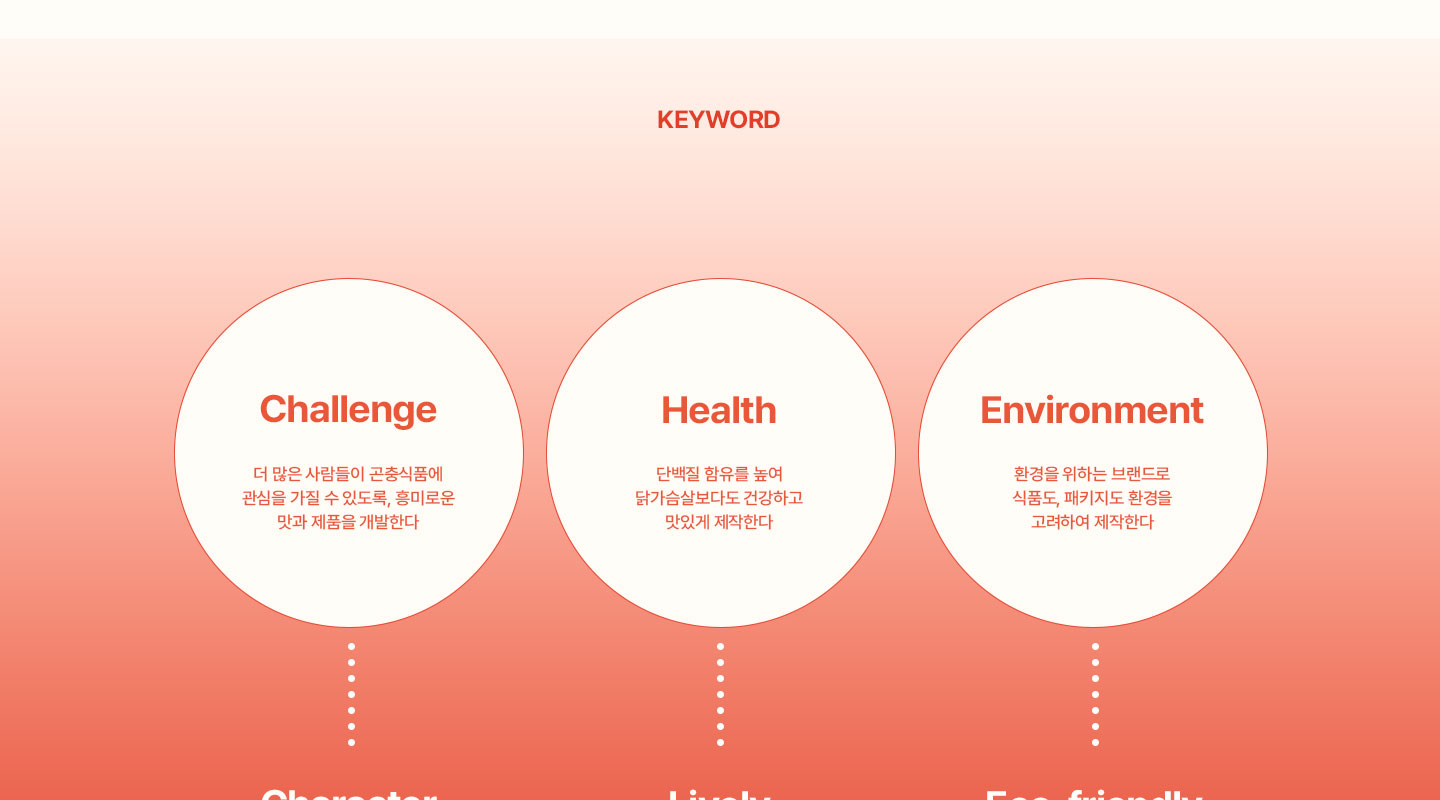 KEYWORD
Challenge
더 많은 사람들이 곤충식품에
관심을 가질 수 있도록, 흥미로운
맛과 제품을 개발한다
Health
단백질 함유를 높여
닭가슴살보다도 건강하고
맛있게 제작한다
Environment
환경을 위하는 브랜드로
식품도, 패키지도 환경을
고려하여 제작한다
Character
Lively
Eco-friendly